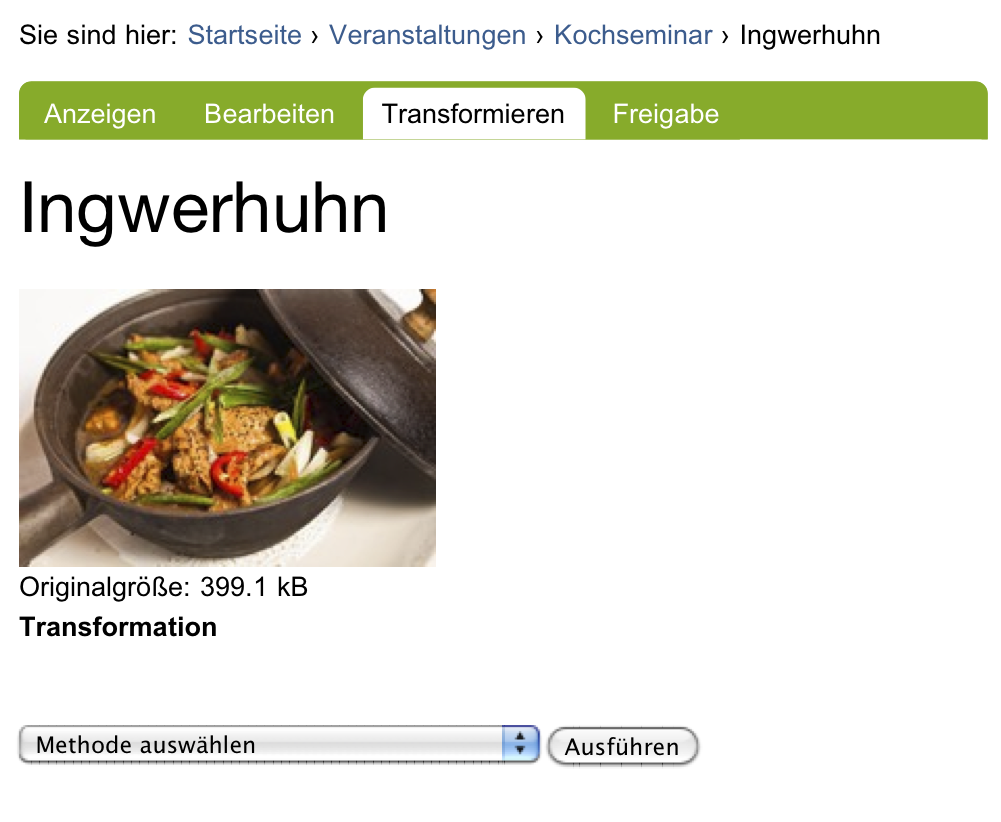 Sie sind hier: Startseite › Veranstaltungen › Kochseminar › Ingwerhuhn
Anzeigen Bearbeiten Transformieren Freigabe
Ingwerhuhn
Originalgröße: 399.1 kB
Transformation
Methode auswählen Ausführen